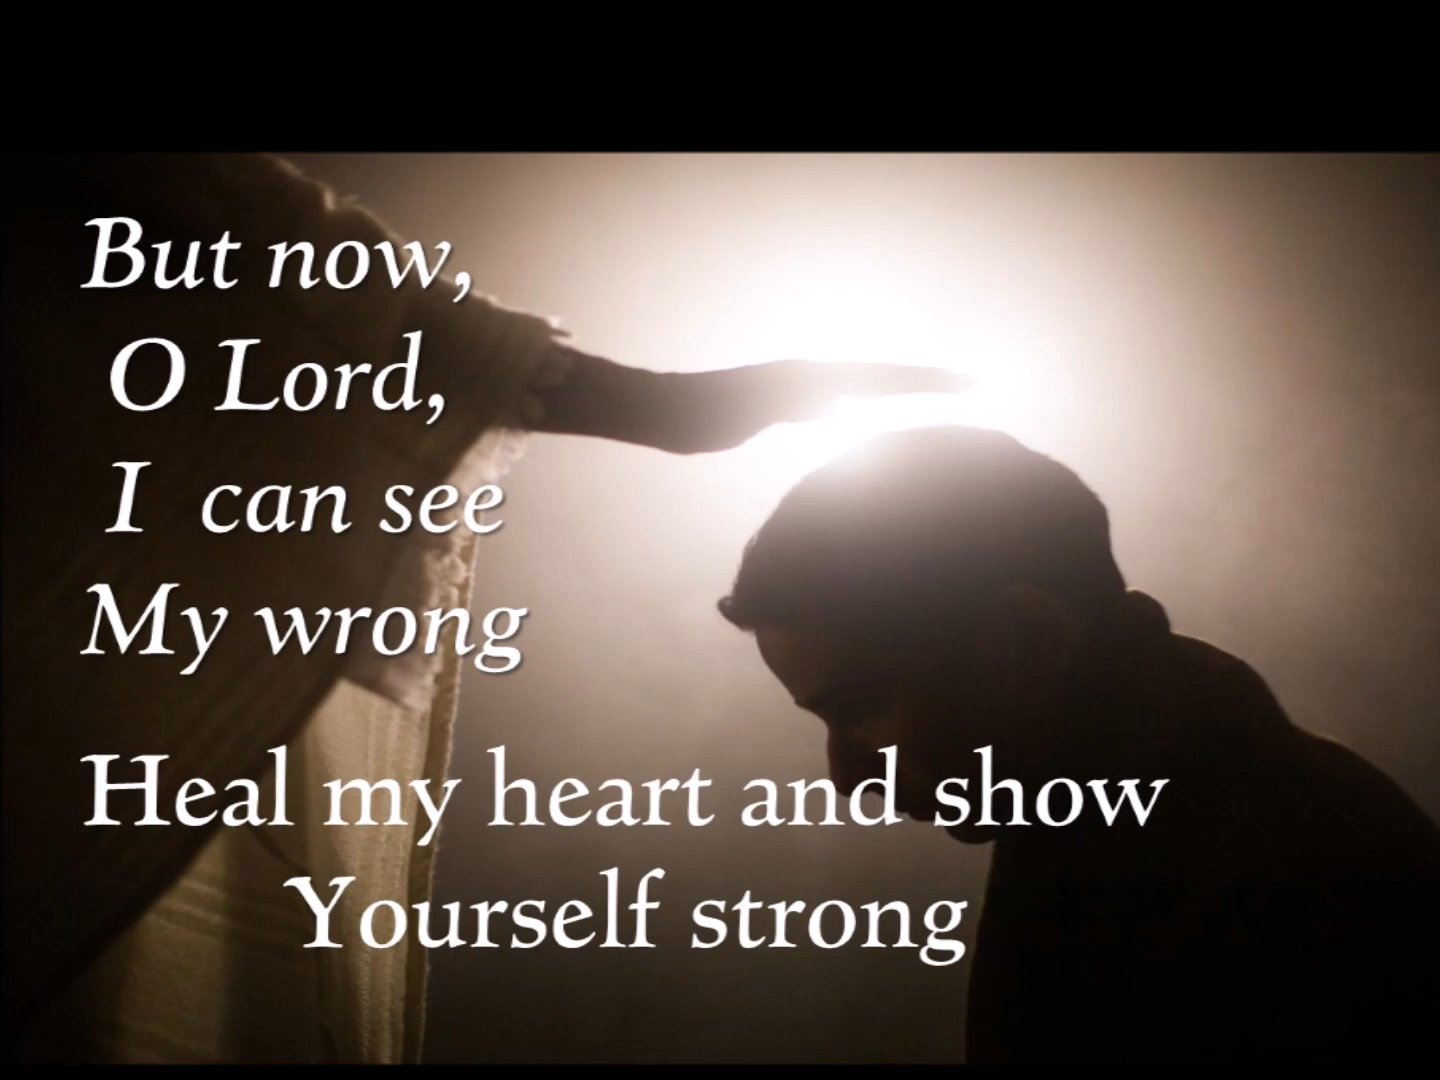 But now,
O Lord,
I can see
My wrong
Heal my heart and show
Yourself strong